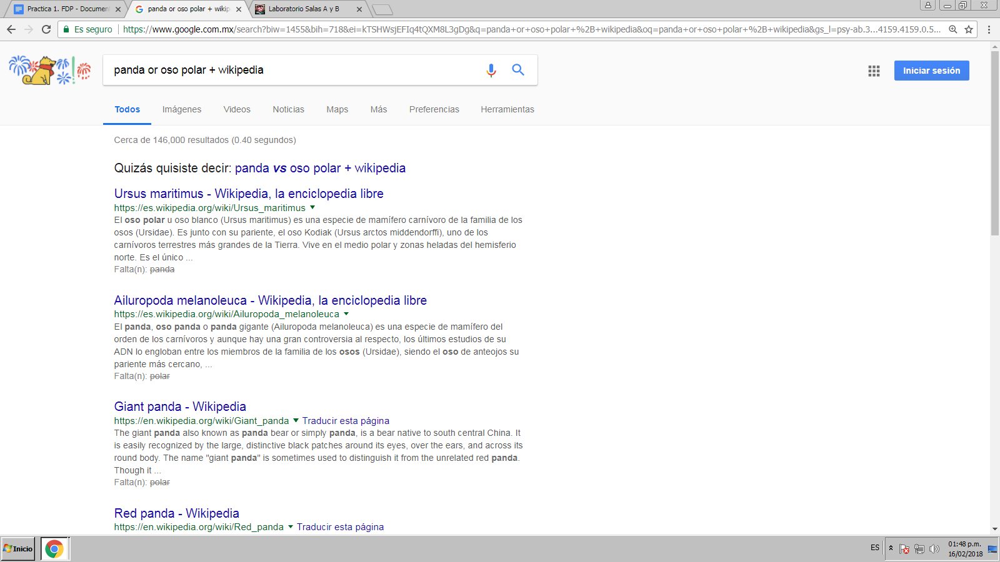 Practica 1. FDP - Document
panda or oso polar + wikip
Laboratorio Salas A y B
Es seguro
https://www.google.com.mx/search?biw=1455&bih=718&ei=kTSHWsjEFIq4tQXM8L3gDg&q=panda+or+oso+polar+%2B+wikipedia&oq=panda+or+oso+polar+%2B+wikipedia&gs_l=psy-ab.3...4159.4159.0.5...
panda or oso polar + wikipedia
Iniciar sesión
Todos Imágenes Videos Noticias Maps Más Preferencias Herramientas
Cerca de 146,000 resultados (0.40 segundos)
Quizás quisiste decir: panda vs oso polar + wikipedia
Ursus maritimus - Wikipedia, la enciclopedia libre
https://es.wikipedia.org/wiki/Ursus_maritimus
El oso polar u oso blanco (Ursus maritimus) es una especie de mamífero carnívoro de la familia de los
osos (Ursidae). Es junto con su pariente, el oso Kodiak (Ursus arctos middendorffi), uno de los
carnívoros terrestres más grandes de la Tierra. Vive en el medio polar y zonas heladas del hemisferio
norte. Es el único ...
Falta(n): panda
Ailuropoda melanoleuca - Wikipedia, la enciclopedia libre
https://es.wikipedia.org/wiki/Ailuropoda_melanoleuca
El panda, oso panda o panda gigante (Ailuropoda melanoleuca) es una especie de mamífero del
orden de los carnívoros y aunque hay una gran controversia al respecto, los últimos estudios de su
ADN lo engloban entre los miembros de la familia de los osos (Ursidae), siendo el oso de anteojos su
pariente más cercano, ...
Falta(n): polar
Giant panda - Wikipedia
https://en.wikipedia.org/wiki/Giant_panda Traducir esta página
The giant panda also known as panda bear or simply panda, is a bear native to south central China. It
is easily recognized by the large, distinctive black patches around its eyes, over the ears, and across its
round body. The name "giant panda" is sometimes used to distinguish it from the unrelated red panda.
Though it ...
Falta(n): polar
Red panda - Wikipedia
https://en.wikipedia.org/wiki/Red_panda Traducir esta página
Inicio
ES
01:48 p.m.
16/02/2018